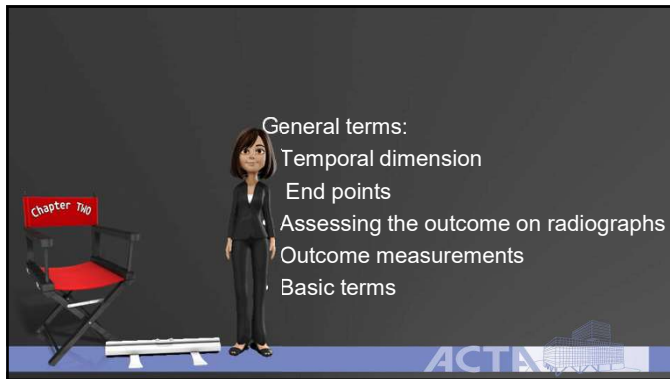 General terms:
Temporal dimension
End points
Assessing the outcome on radiographs
Outcome measurements
· Basic terms
Chapter TWO
ACTA